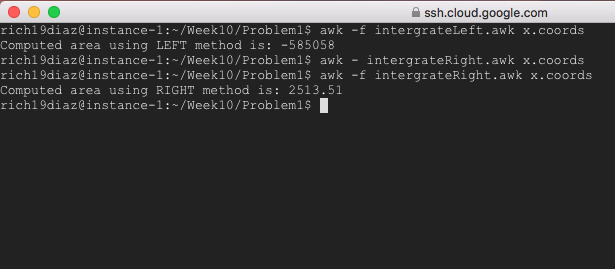 ssh.cloud.google.com
rich19diaz@instance-1:~/Week10/Problem1$ awk -f intergrateLeft.awk x.coords
Computed area using LEFT method is: -585058
rich19diaz@instance-1:~/Week10/Problem1$ awk - intergrateRight.awk x.coords
rich19diaz@instance-1:~/Week10/Problem1$ awk -f intergrateRight.awk x.coords
Computed area using RIGHT method is: 2513.51
rich19diaz@instance-1:~/Week10/Problem1$